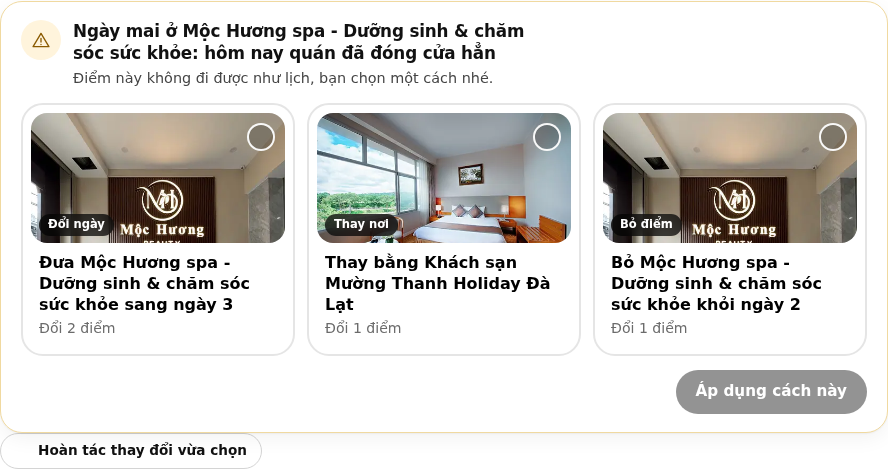 Ngày mai ở Mộc Hương spa - Dưỡng sinh & chăm
sóc sức khỏe: hôm nay quán đã đóng cửa hẳn
Điểm này không đi được như lịch, bạn chọn một cách nhé.
Mộc Hương
BEAUTY
Đổi ngày
Đưa Mộc Hương spa -
Dưỡng sinh & chăm sóc
sức khỏe sang ngày 3
Đổi 2 điểm
Thay nơi
Thay bằng Khách sạn
Mường Thanh Holiday Đà
Lạt
Đổi 1 điểm
Mộc Hương
BEAUTY
Bỏ điểm
Bỏ Mộc Hương spa -
Dưỡng sinh & chăm sóc
sức khỏe khỏi ngày 2
Đổi 1 điểm
Áp dụng cách này
Hoàn tác thay đổi vừa chọn